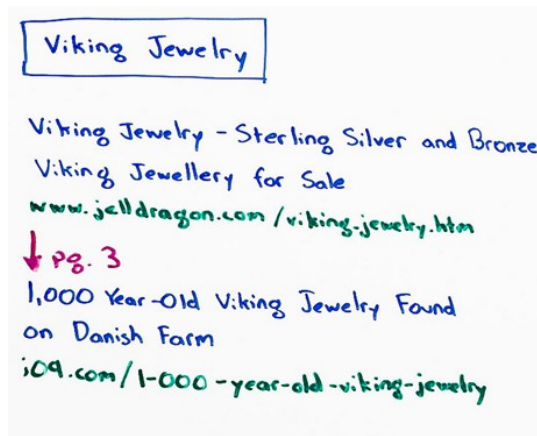 Viking Jewelry
Viking Jewelry - Sterling Silver and Bronze
Viking Jewellery for Sale
www.jelldragon.com/viking-jewelry.htm
↓ pg. 3
1,000 Year-Old Viking Jewelry Found
on Danish Farm
io9.com/1-000-year-old-viking-jewelry